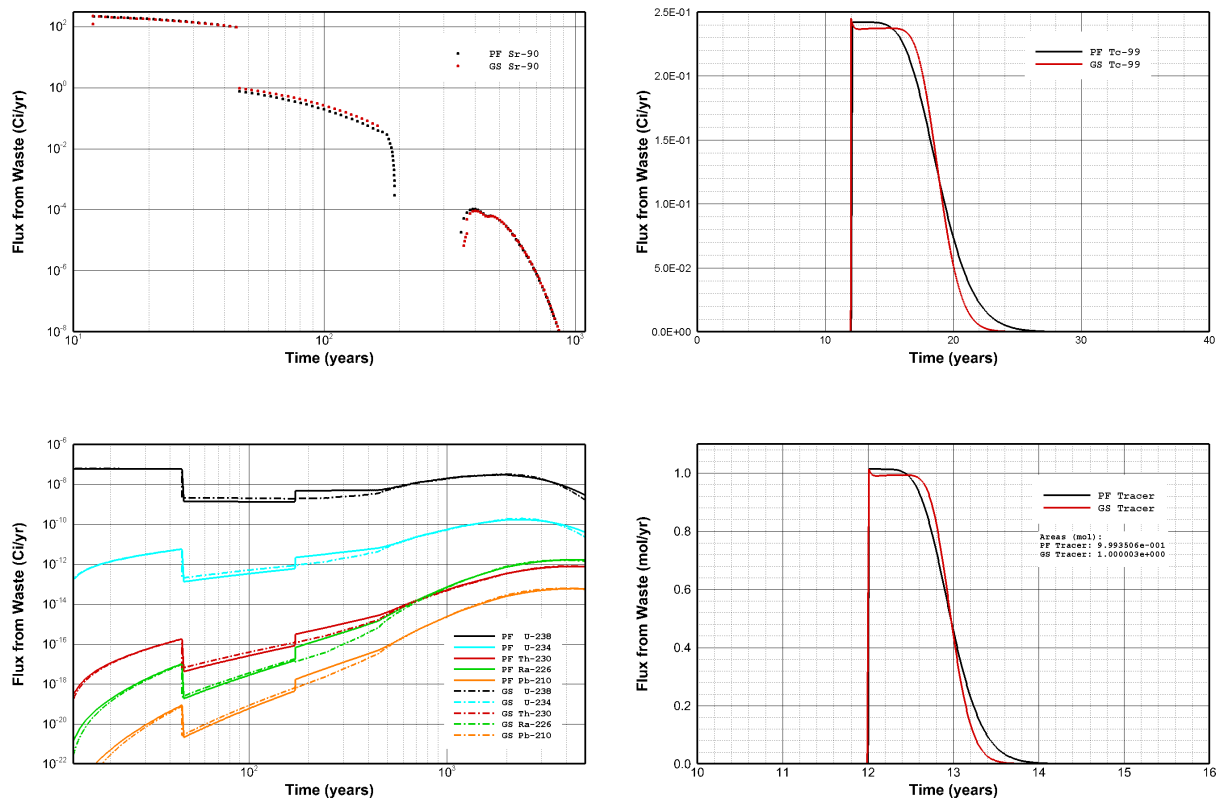 10^2
10^0
10^-2
10^-4
10^-6
10^-8
10^1
10^2
10^3
Flux from Waste (Ci/yr)
Time (years)
PF Sr-90
GS Sr-90
2.5E-01
2.0E-01
1.5E-01
1.0E-01
5.0E-02
0.0E+00
0
10
20
30
40
Flux from Waste (Ci/yr)
Time (years)
PF Tc-99
GS Tc-99
10^-6
10^-8
10^-10
10^-12
10^-14
10^-16
10^-18
10^-20
10^-22
10^2
10^3
Flux from Waste (Ci/yr)
Time (years)
PF U-238
PF U-234
PF Th-230
PF Ra-226
PF Pb-210
GS U-238
GS U-234
GS Th-230
GS Ra-226
GS Pb-210
1.0
0.8
0.6
0.4
0.2
0.0
10
11
12
13
14
15
16
Flux from Waste (mol/yr)
Time (years)
PF Tracer
GS Tracer
Areas (mol):
PF Tracer: 9.993506e-001
GS Tracer: 1.000003e+000